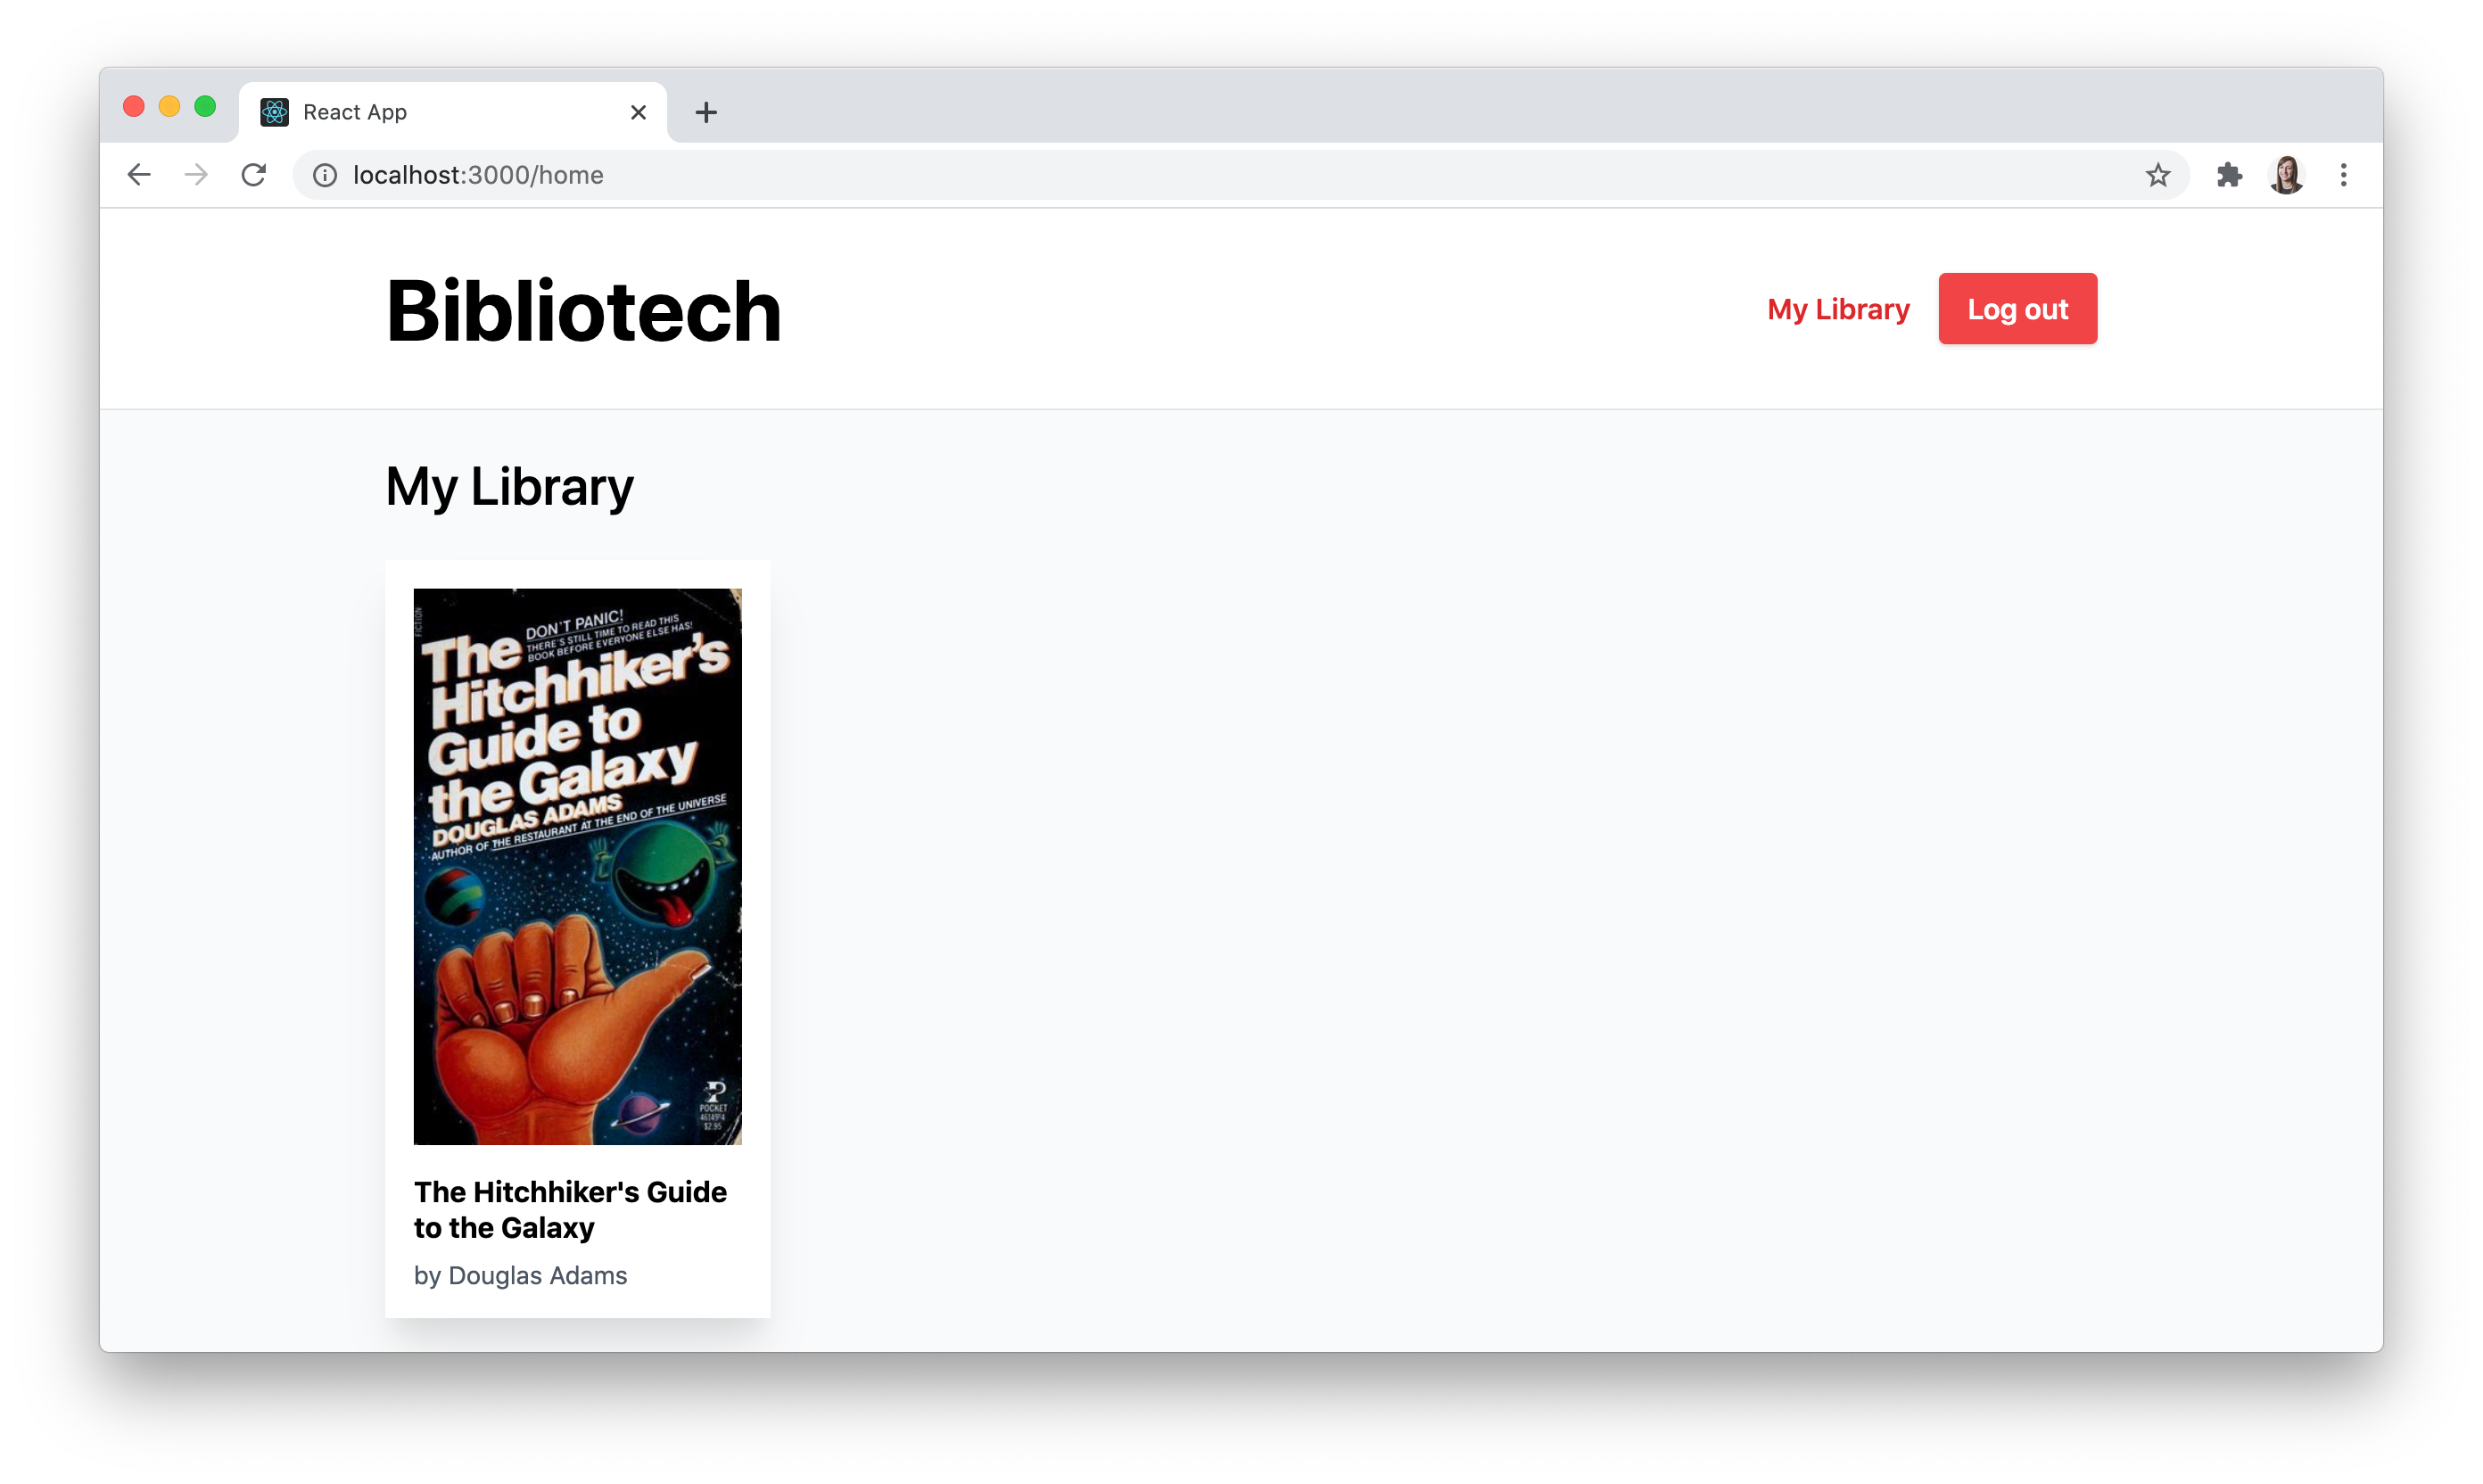 React App
localhost:3000/home
Bibliotech
My Library
Log out
My Library
FICTION
DON'T PANIC!
THERE'S STILL TIME TO READ THIS
BOOK BEFORE EVERYONE ELSE HAS!
The
Hitchhiker's
Guide to
the Galaxy
DOUGLAS ADAMS
AUTHOR OF THE RESTAURANT AT THE END OF THE UNIVERSE
POCKET
$2.95
The Hitchhiker's Guide
to the Galaxy
by Douglas Adams